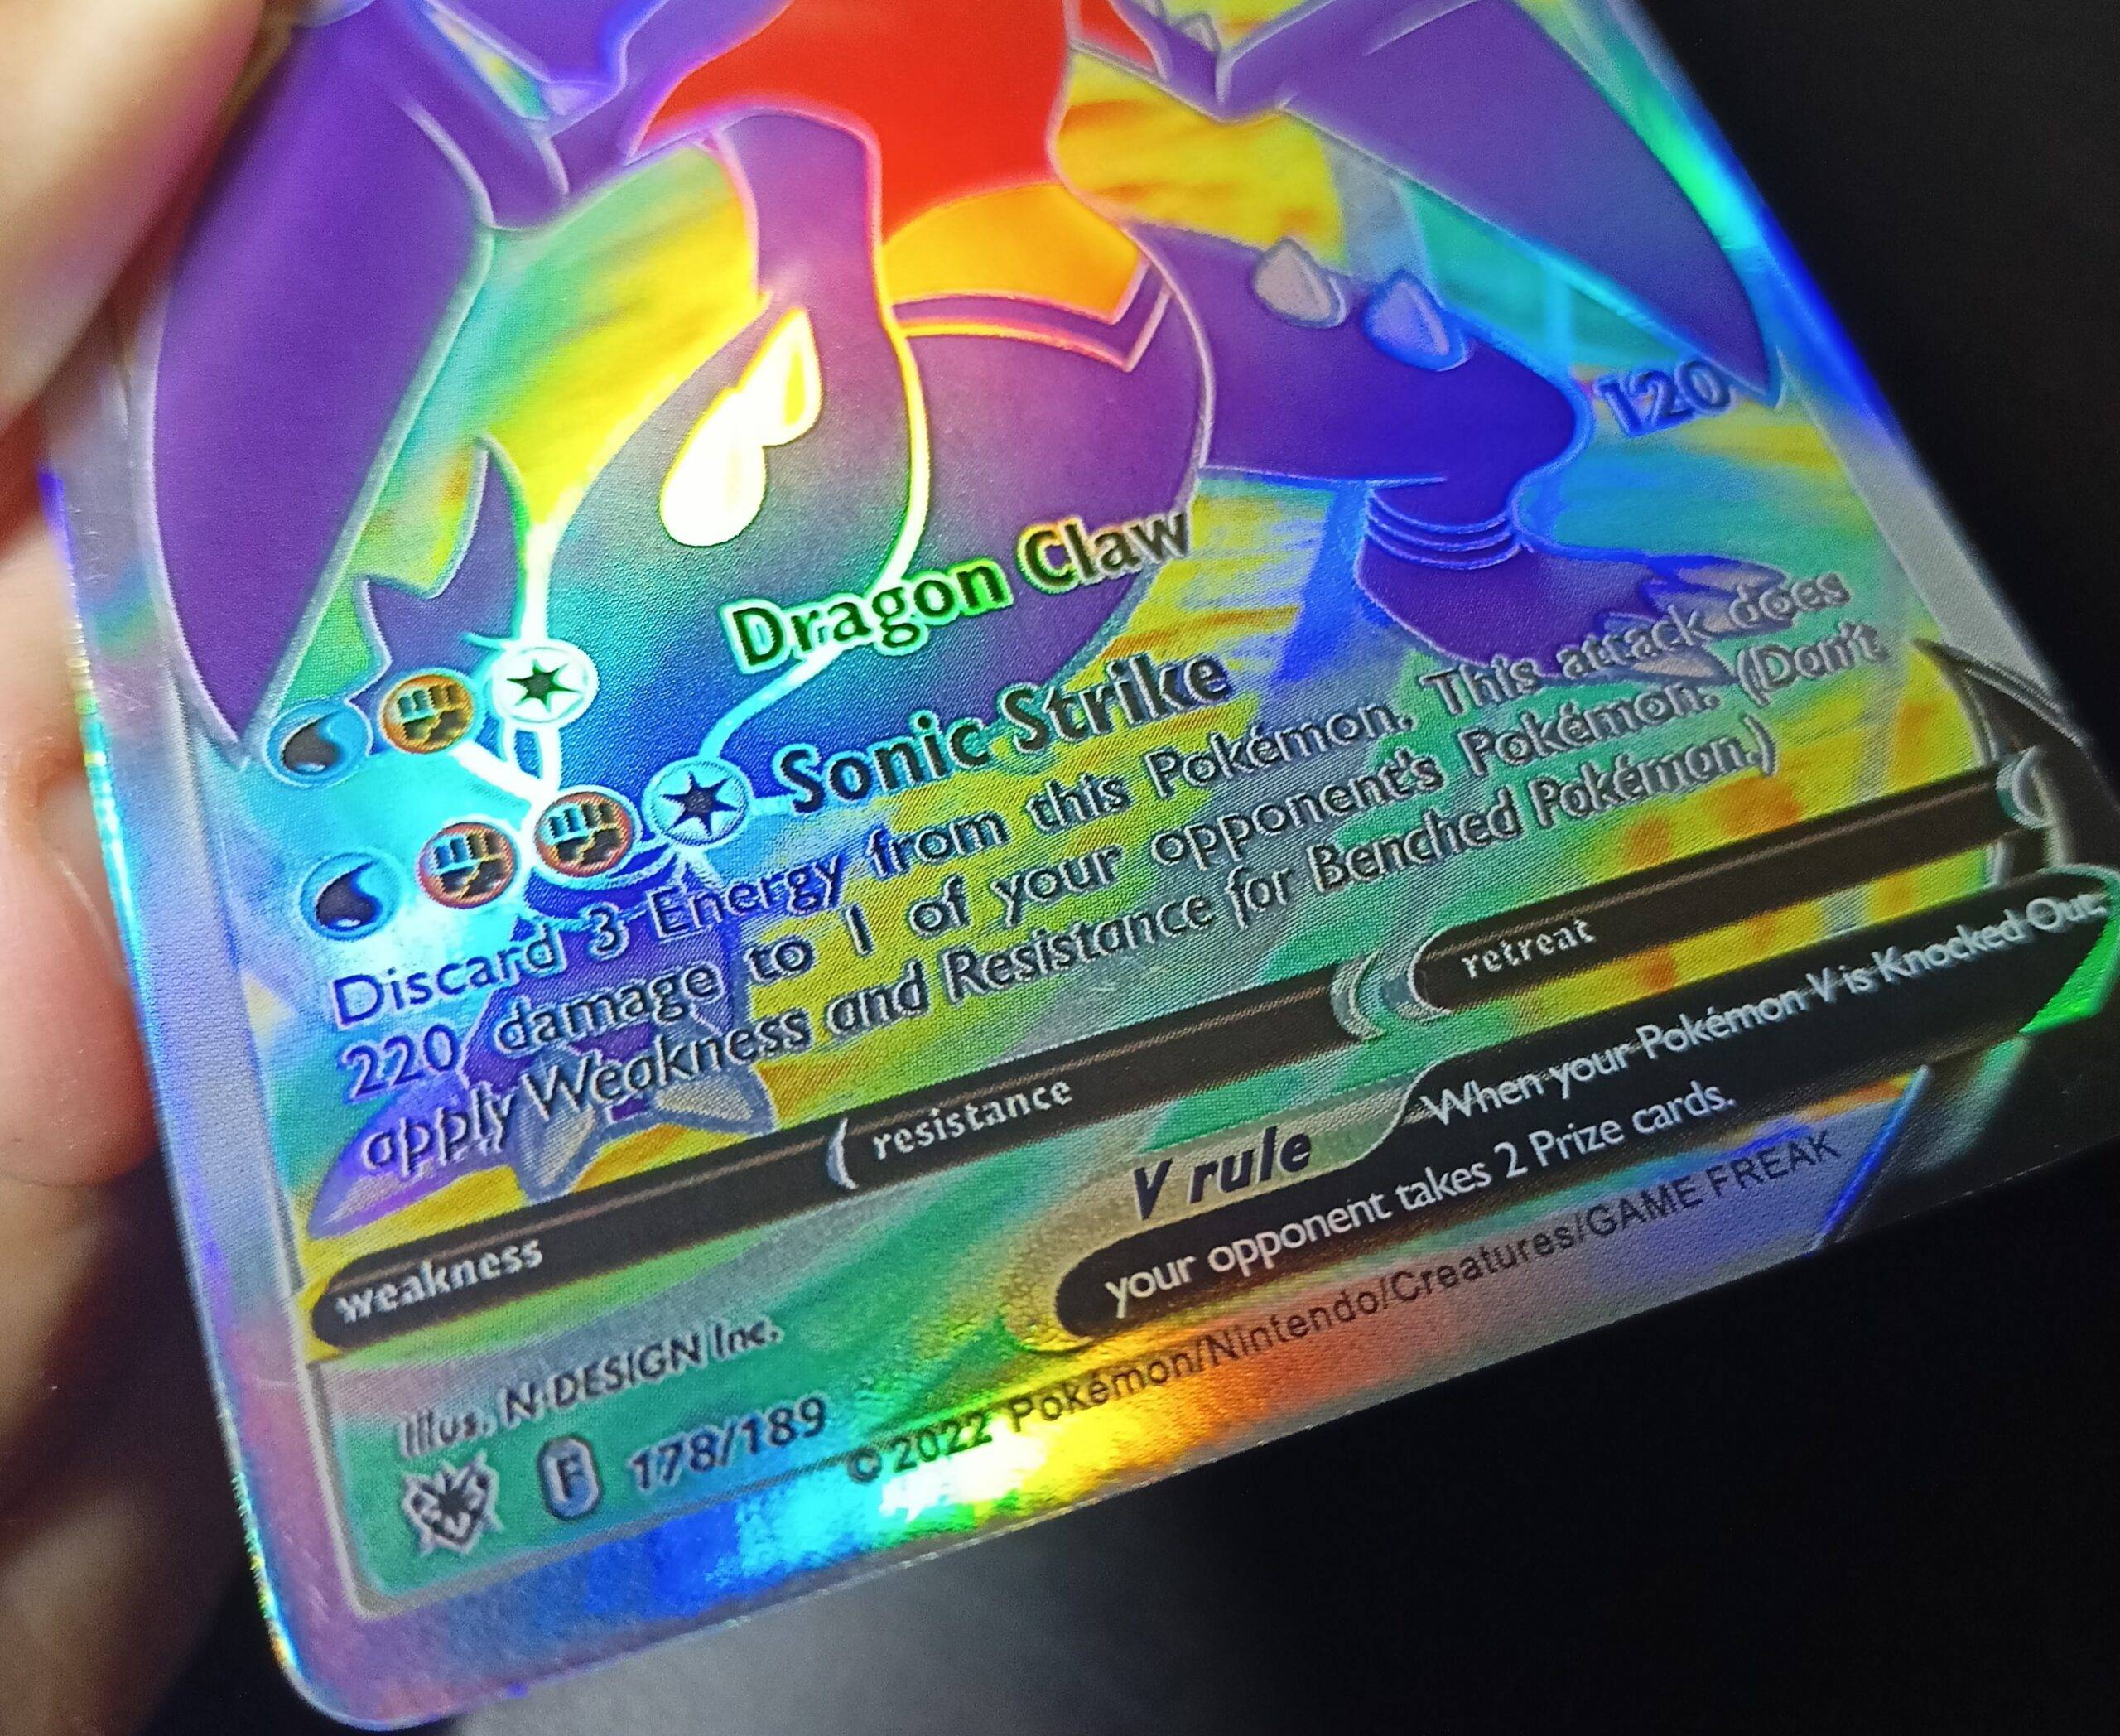 Dragon Claw 120
Sonic Strike
Discard 3 Energy from this Pokémon. This attack does
220 damage to 1 of your opponent's Pokémon. (Don't
apply Weakness and Resistance for Benched Pokémon.)
weakness resistance retreat
V rule When your Pokémon V is Knocked Out,
your opponent takes 2 Prize cards.
Illus. N-DESIGN Inc.
F 178/189 ©2022 Pokémon/Nintendo/Creatures/GAME FREAK